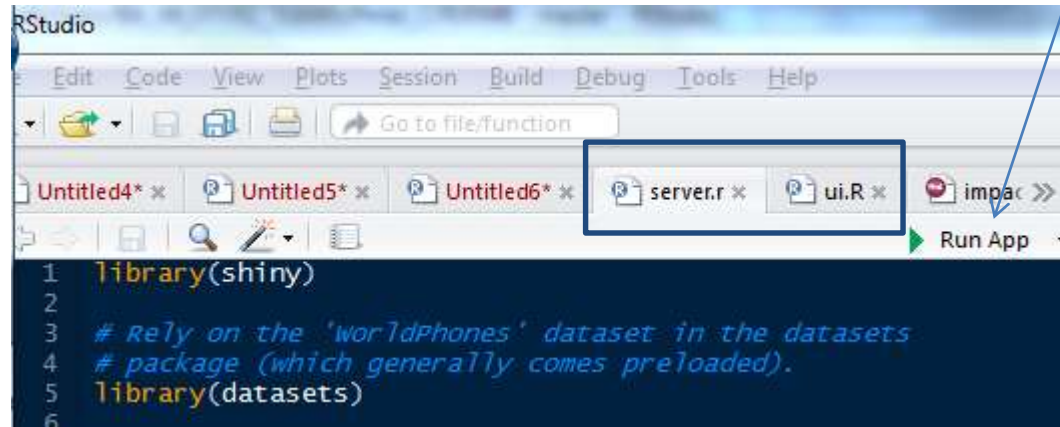 RStudio
Edit Code View Plots Session Build Debug Tools Help
Go to file/function
Untitled4* × Untitled5* × Untitled6* × server.r × ui.R × impac »
Run App
1 library(shiny)
2
3 # Rely on the 'WorldPhones' dataset in the datasets
4 # package (which generally comes preloaded).
5 library(datasets)
6